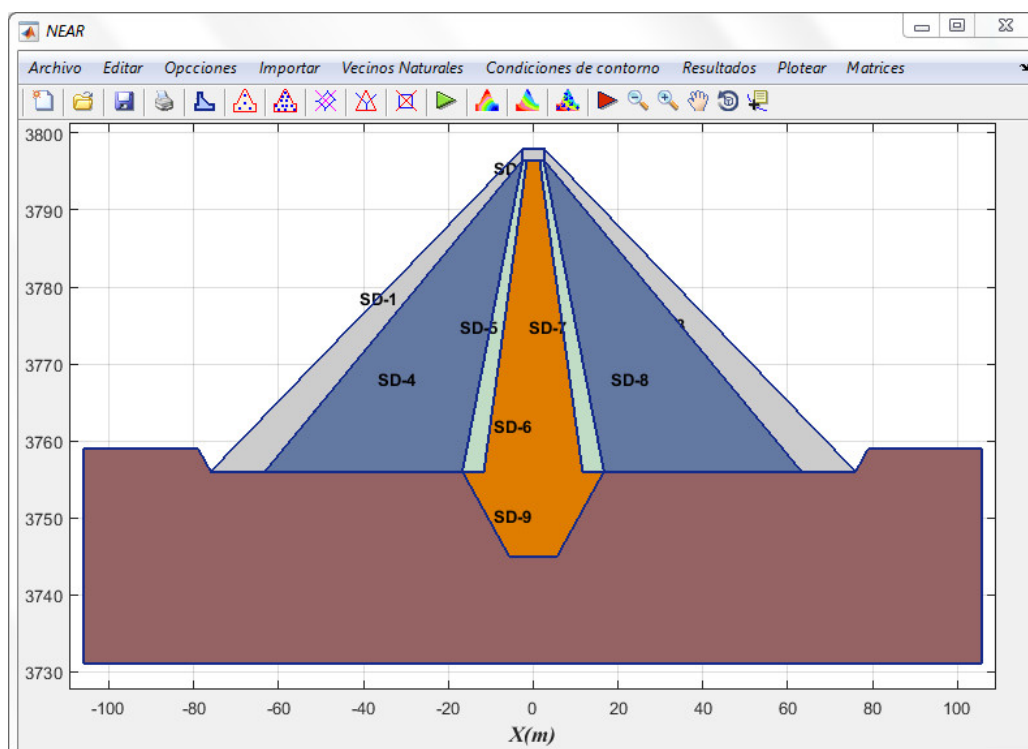 NEAR
Archivo Editar Opcciones Importar Vecinos Naturales Condiciones de contorno Resultados Plotear Matrices
3800
3790
3780
3770
3760
3750
3740
3730
SD
SD-1
SD-5
SD-7
3
SD-4
SD-8
SD-6
SD-9
-100 -80 -60 -40 -20 0 20 40 60 80 100
X(m)